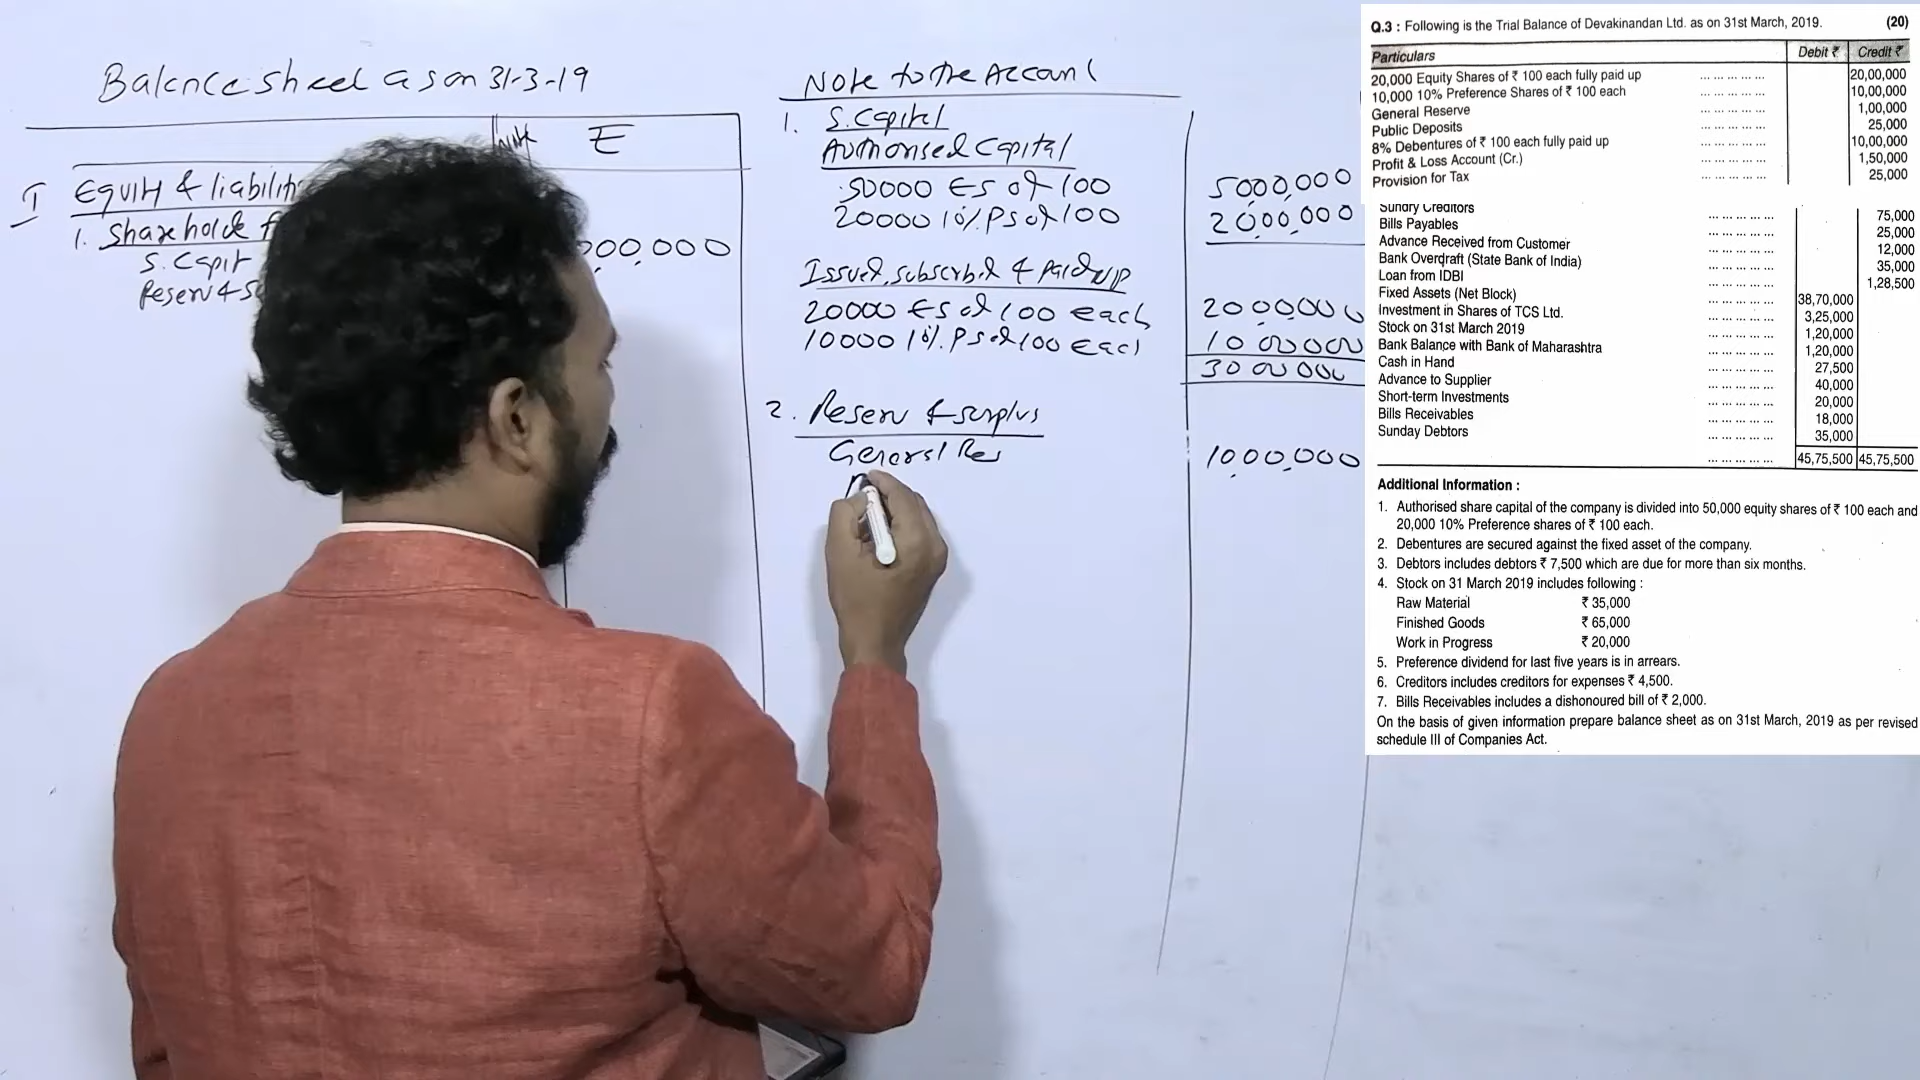 Balance sheet as on 31-3-19
Note ₹
I Equity & liabiliti
1. Shareholde f
S. Capit 000,000
Reserv & S
Note to the Account
1. S. Capital
Authorised Capital
50000 ES of 100 5000,000
20000 10% PS of 100 2000,000
Issued, subscribed & Paid up
20000 ES of 100 each 2000000
10000 10% PS of 100 each 1000000
3000000
2. Reserv & surplus
General Res 1000,000
Q.3 : Following is the Trial Balance of Devakinandan Ltd. as on 31st March, 2019. (20)
Particulars Debit ₹ Credit ₹
20,000 Equity Shares of ₹ 100 each fully paid up ... ... ... ... ... 20,00,000
10,000 10% Preference Shares of ₹ 100 each ... ... ... ... ... 10,00,000
General Reserve ... ... ... ... ... 1,00,000
Public Deposits ... ... ... ... ... 25,000
8% Debentures of ₹ 100 each fully paid up ... ... ... ... ... 10,00,000
Profit & Loss Account (Cr.) ... ... ... ... ... 1,50,000
Provision for Tax ... ... ... ... ... 25,000
Sundry Creditors ... ... ... ... ... 75,000
Bills Payables ... ... ... ... ... 25,000
Advance Received from Customer ... ... ... ... ... 12,000
Bank Overdraft (State Bank of India) ... ... ... ... ... 35,000
Loan from IDBI ... ... ... ... ... 1,28,500
Fixed Assets (Net Block) ... ... ... ... ... 38,70,000
Investment in Shares of TCS Ltd. ... ... ... ... ... 3,25,000
Stock on 31st March 2019 ... ... ... ... ... 1,20,000
Bank Balance with Bank of Maharashtra ... ... ... ... ... 1,20,000
Cash in Hand ... ... ... ... ... 27,500
Advance to Supplier ... ... ... ... ... 40,000
Short-term Investments ... ... ... ... ... 20,000
Bills Receivables ... ... ... ... ... 18,000
Sunday Debtors ... ... ... ... ... 35,000
... ... ... ... ... 45,75,500 45,75,500
Additional Information :
1. Authorised share capital of the company is divided into 50,000 equity shares of ₹ 100 each and
20,000 10% Preference shares of ₹ 100 each.
2. Debentures are secured against the fixed asset of the company.
3. Debtors includes debtors ₹ 7,500 which are due for more than six months.
4. Stock on 31 March 2019 includes following :
Raw Material ₹ 35,000
Finished Goods ₹ 65,000
Work in Progress ₹ 20,000
5. Preference dividend for last five years is in arrears.
6. Creditors includes creditors for expenses ₹ 4,500.
7. Bills Receivables includes a dishonoured bill of ₹ 2,000.
On the basis of given information prepare balance sheet as on 31st March, 2019 as per revised
schedule III of Companies Act.